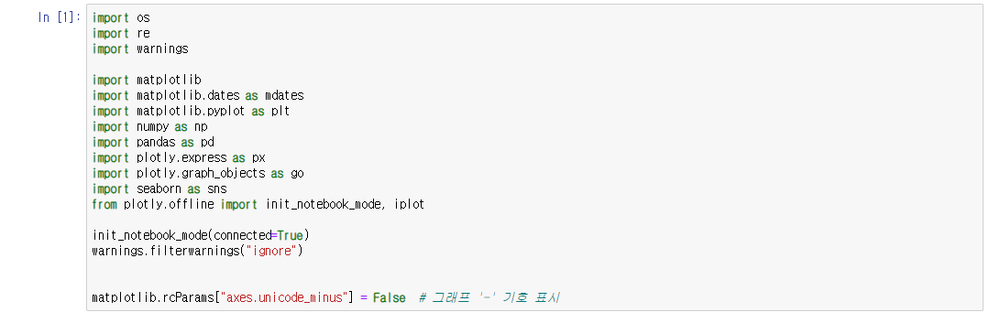 In [1]:
import os
import re
import warnings
import matplotlib
import matplotlib.dates as mdates
import matplotlib.pyplot as plt
import numpy as np
import pandas as pd
import plotly.express as px
import plotly.graph_objects as go
import seaborn as sns
from plotly.offline import init_notebook_mode, iplot
init_notebook_mode(connected=True)
warnings.filterwarnings("ignore")
matplotlib.rcParams["axes.unicode_minus"] = False  # 그래프 '-' 기호 표시